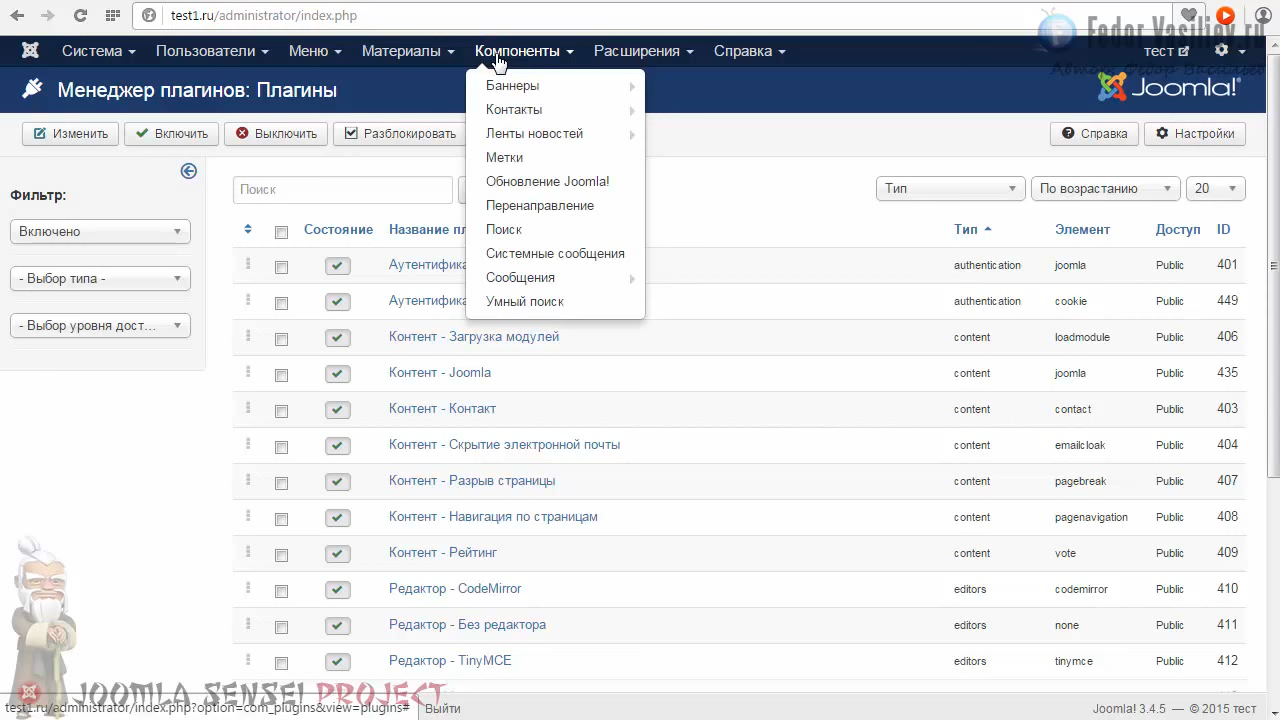 test1.ru/administrator/index.php
Fedor Vasiliev.ru
Система Пользователи Меню Материалы Компоненты Расширения Справка тест
Автор: Федор Васильев
Менеджер плагинов: Плагины
Joomla!
Изменить Включить Выключить Разблокировать Справка Настройки
Баннеры
Контакты
Ленты новостей
Метки
Обновление Joomla!
Перенаправление
Поиск
Системные сообщения
Сообщения
Умный поиск
Фильтр:
Включено
- Выбор типа -
- Выбор уровня дост...
Поиск Тип По возрастанию 20
Состояние Название пл Тип Элемент Доступ ID
Аутентифика authentication joomla Public 401
Аутентифика authentication cookie Public 449
Контент - Загрузка модулей content loadmodule Public 406
Контент - Joomla content joomla Public 435
Контент - Контакт content contact Public 403
Контент - Скрытие электронной почты content emailcloak Public 404
Контент - Разрыв страницы content pagebreak Public 407
Контент - Навигация по страницам content pagenavigation Public 408
Контент - Рейтинг content vote Public 409
Редактор - CodeMirror editors codemirror Public 410
Редактор - Без редактора editors none Public 411
Редактор - TinyMCE editors tinymce Public 412
JOOMLA SENSEI PROJECT
test1.ru/administrator/index.php?option=com_plugins&view=plugins# Выйти Joomla! 3.4.5 — © 2015 тест